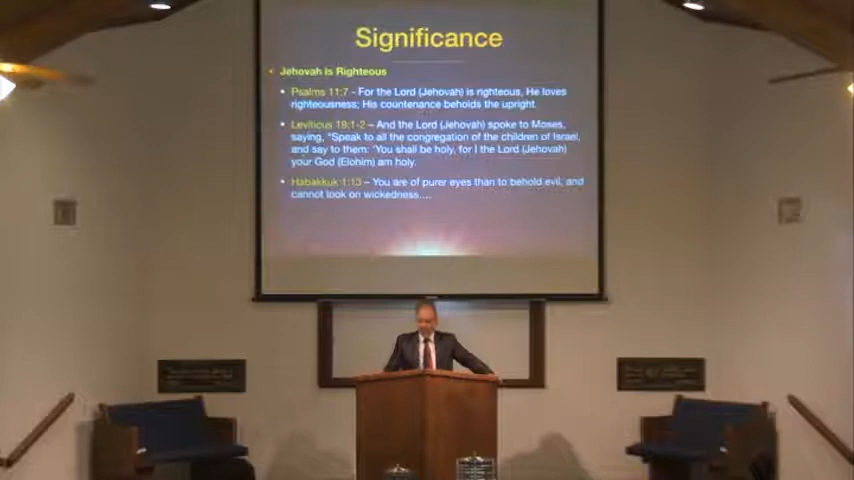 Significance
Jehovah is Righteous
Psalms 11:7 - For the Lord (Jehovah) is righteous, He loves
righteousness; His countenance beholds the upright.
Leviticus 19:1-2 – And the Lord (Jehovah) spoke to Moses,
saying, "Speak to all the congregation of the children of Israel,
and say to them: 'You shall be holy, for I the Lord (Jehovah)
your God (Elohim) am holy.
Habakkuk 1:13 – You are of purer eyes than to behold evil, and
cannot look on wickedness....